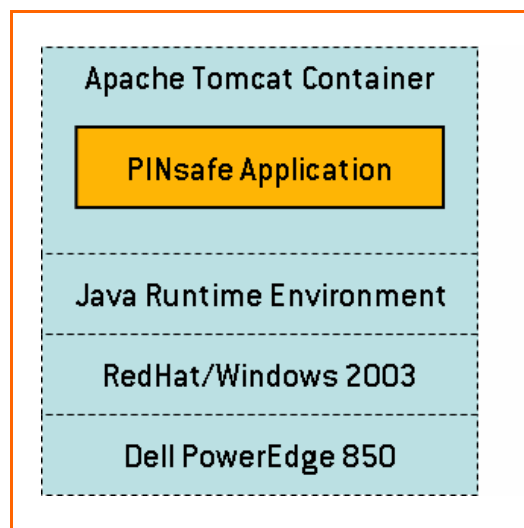 Apache Tomcat Container
PINsafe Application
Java Runtime Environment
RedHat/Windows 2003
Dell PowerEdge 850